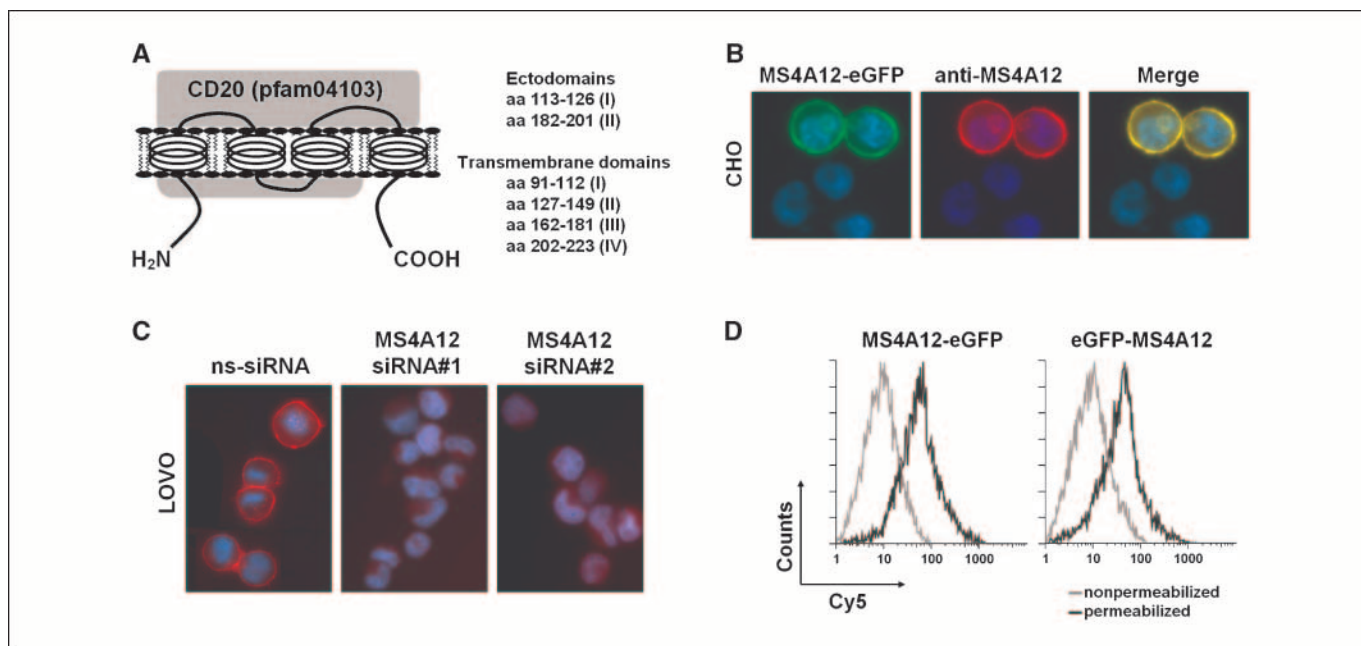 A
CD20 (pfam04103)
H₂N
COOH
Ectodomains
aa 113-126 (I)
aa 182-201 (II)
Transmembrane domains
aa 91-112 (I)
aa 127-149 (II)
aa 162-181 (III)
aa 202-223 (IV)
B
MS4A12-eGFP
anti-MS4A12
Merge
CHO
C
ns-siRNA
MS4A12
siRNA#1
MS4A12
siRNA#2
LOVO
D
MS4A12-eGFP
eGFP-MS4A12
Counts
1 10 100 1000
1 10 100 1000
Cy5
nonpermeabilized
permeabilized